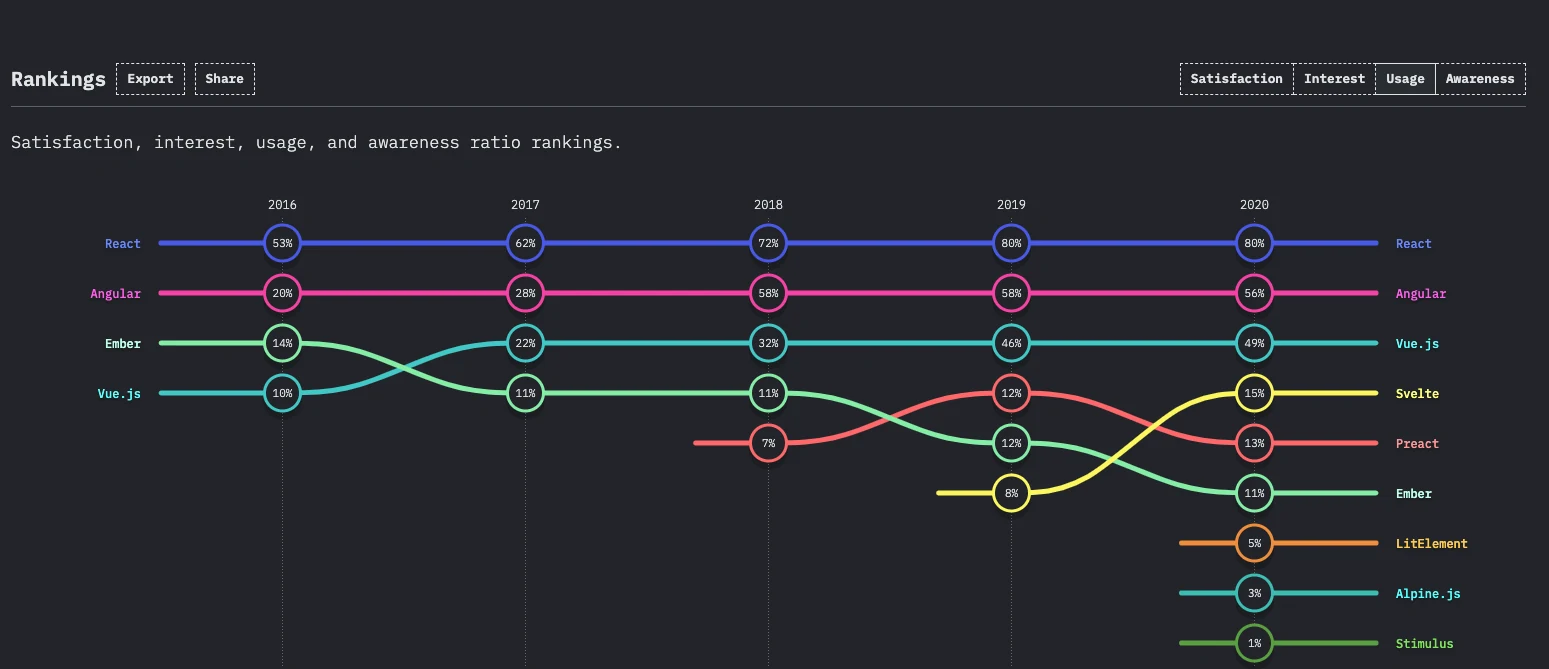 Rankings Export Share Satisfaction Interest Usage Awareness
Satisfaction, interest, usage, and awareness ratio rankings.
2016 2017 2018 2019 2020
React 53% 62% 72% 80% 80% React
Angular 20% 28% 58% 58% 56% Angular
Ember 14% 22% 32% 46% 49% Vue.js
Vue.js 10% 11% 11% 12% 15% Svelte
7% 12% 13% Preact
8% 11% Ember
5% LitElement
3% Alpine.js
1% Stimulus